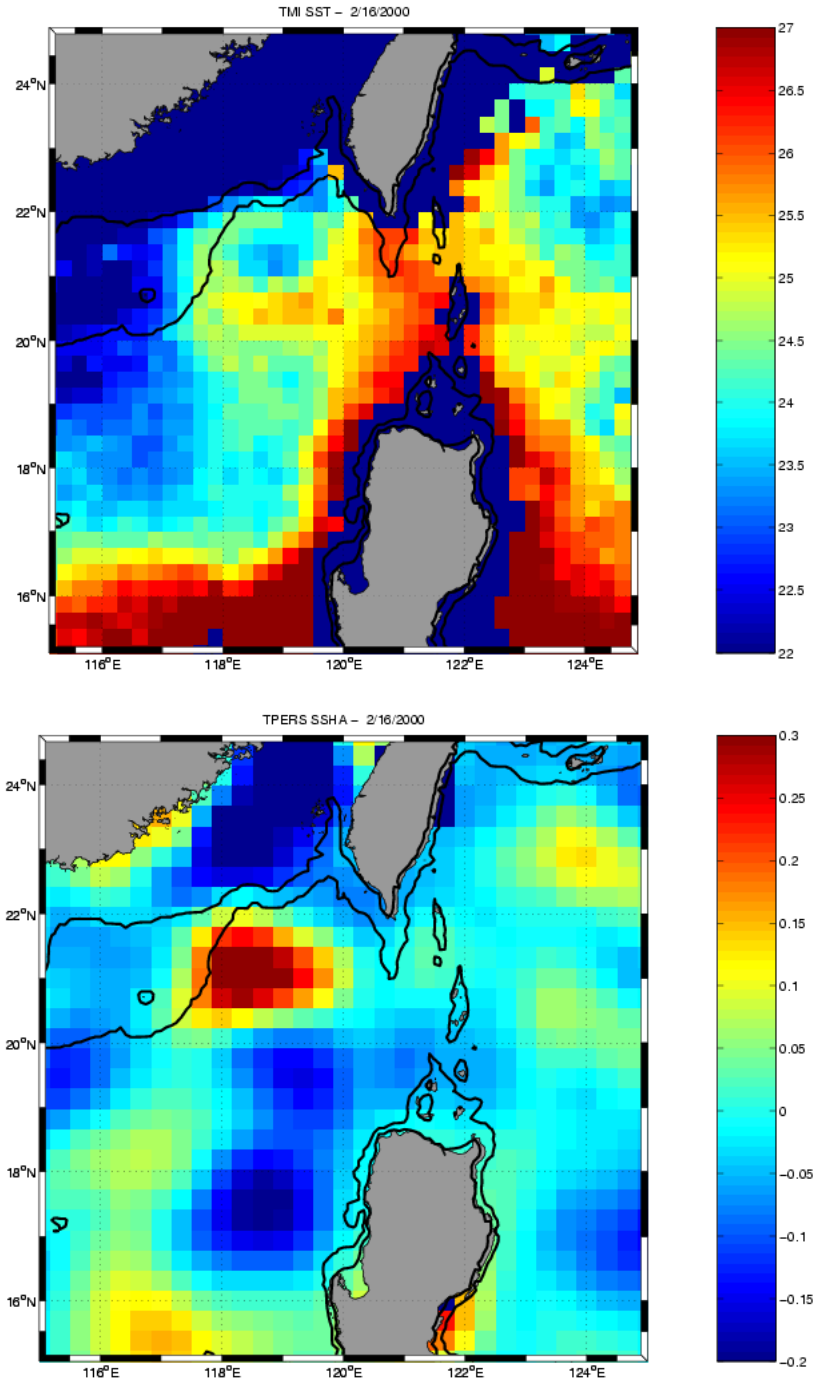 TMI SST – 2/16/2000
24°N
22°N
20°N
18°N
16°N
116°E
118°E
120°E
122°E
124°E
27
26.5
26
25.5
25
24.5
24
23.5
23
22.5
22
TPERS SSHA – 2/16/2000
24°N
22°N
20°N
18°N
16°N
116°E
118°E
120°E
122°E
124°E
0.3
0.25
0.2
0.15
0.1
0.05
0
−0.05
−0.1
−0.15
−0.2